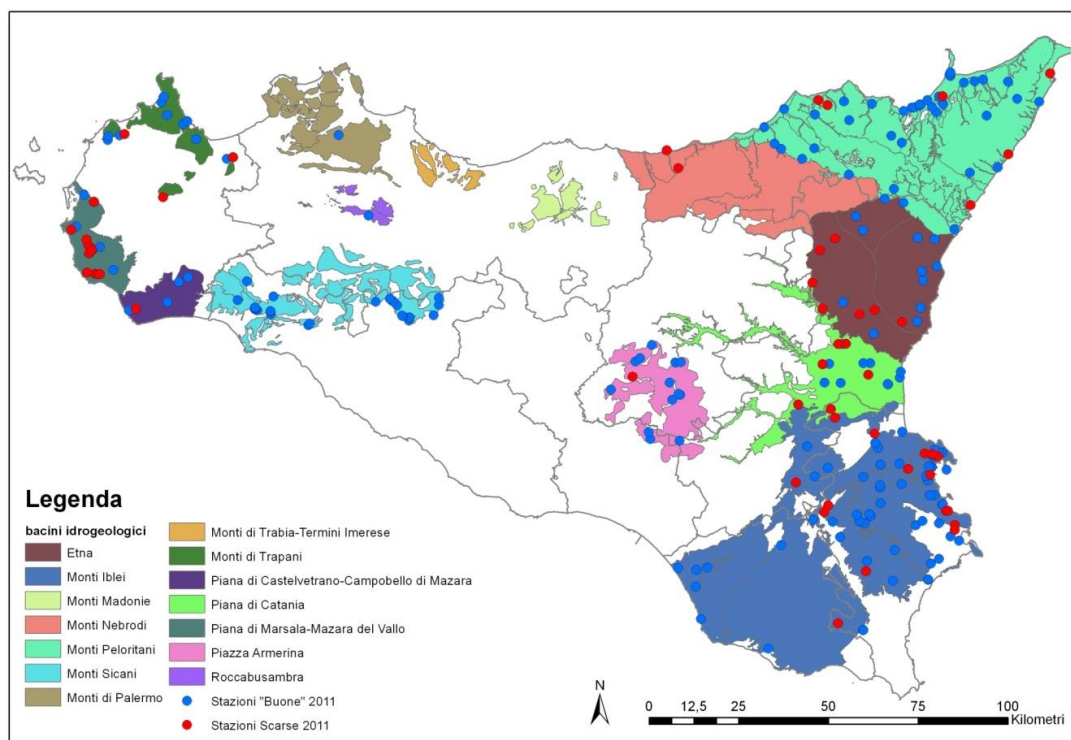 Legenda
bacini idrogeologici
Etna
Monti Iblei
Monti Madonie
Monti Nebrodi
Monti Peloritani
Monti Sicani
Monti di Palermo
Monti di Trabia-Termini Imerese
Monti di Trapani
Piana di Castelvetrano-Campobello di Mazara
Piana di Catania
Piana di Marsala-Mazara del Vallo
Piazza Armerina
Roccabusambra
Stazioni "Buone" 2011
Stazioni Scarse 2011
N
0 12,5 25 50 75 100
Kilometri